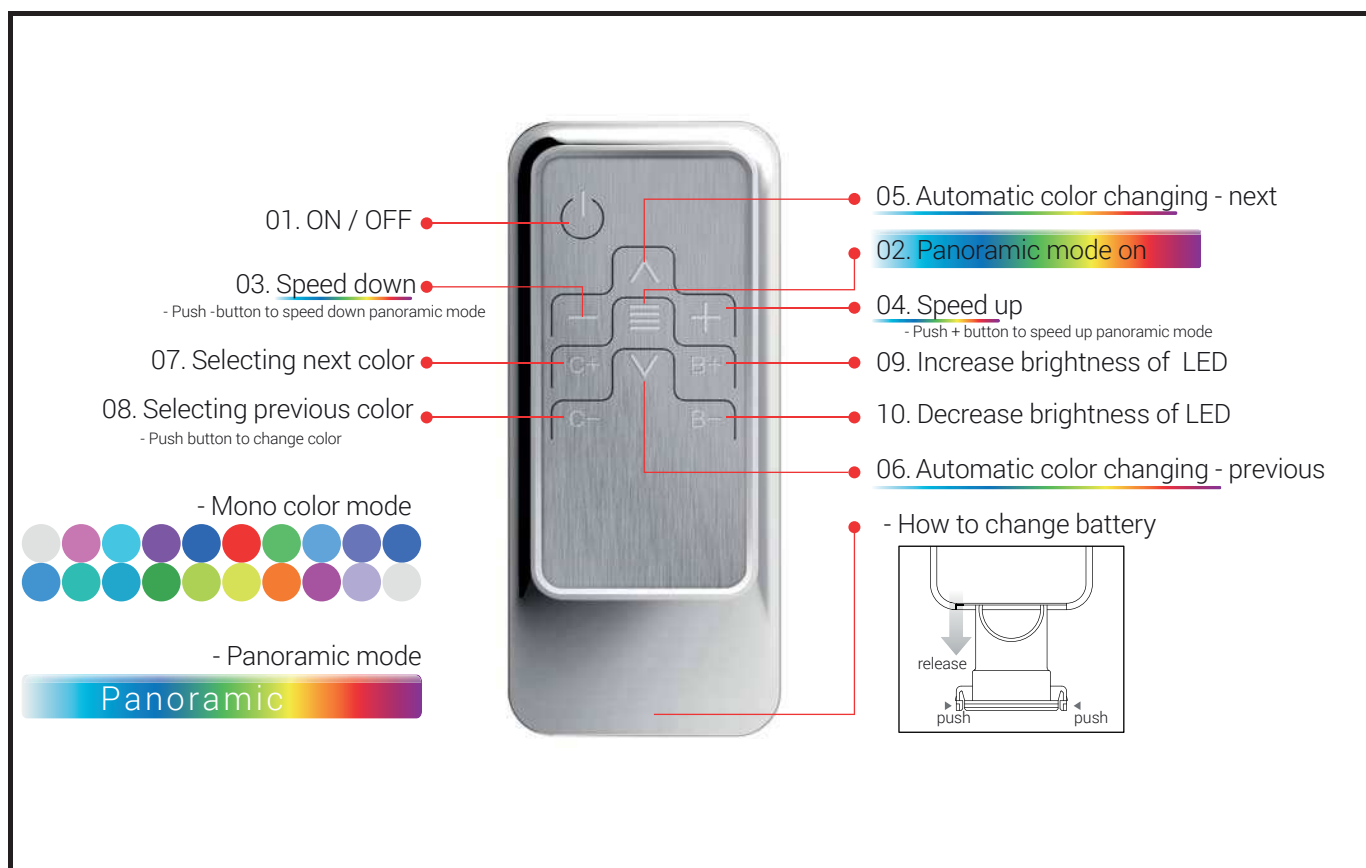 01. ON / OFF
03. Speed down
- Push -button to speed down panoramic mode
07. Selecting next color
08. Selecting previous color
- Push button to change color
- Mono color mode
- Panoramic mode
Panoramic
C+
B+
C-
B-
05. Automatic color changing - next
02. Panoramic mode on
04. Speed up
- Push + button to speed up panoramic mode
09. Increase brightness of LED
10. Decrease brightness of LED
06. Automatic color changing - previous
- How to change battery
release
push
push